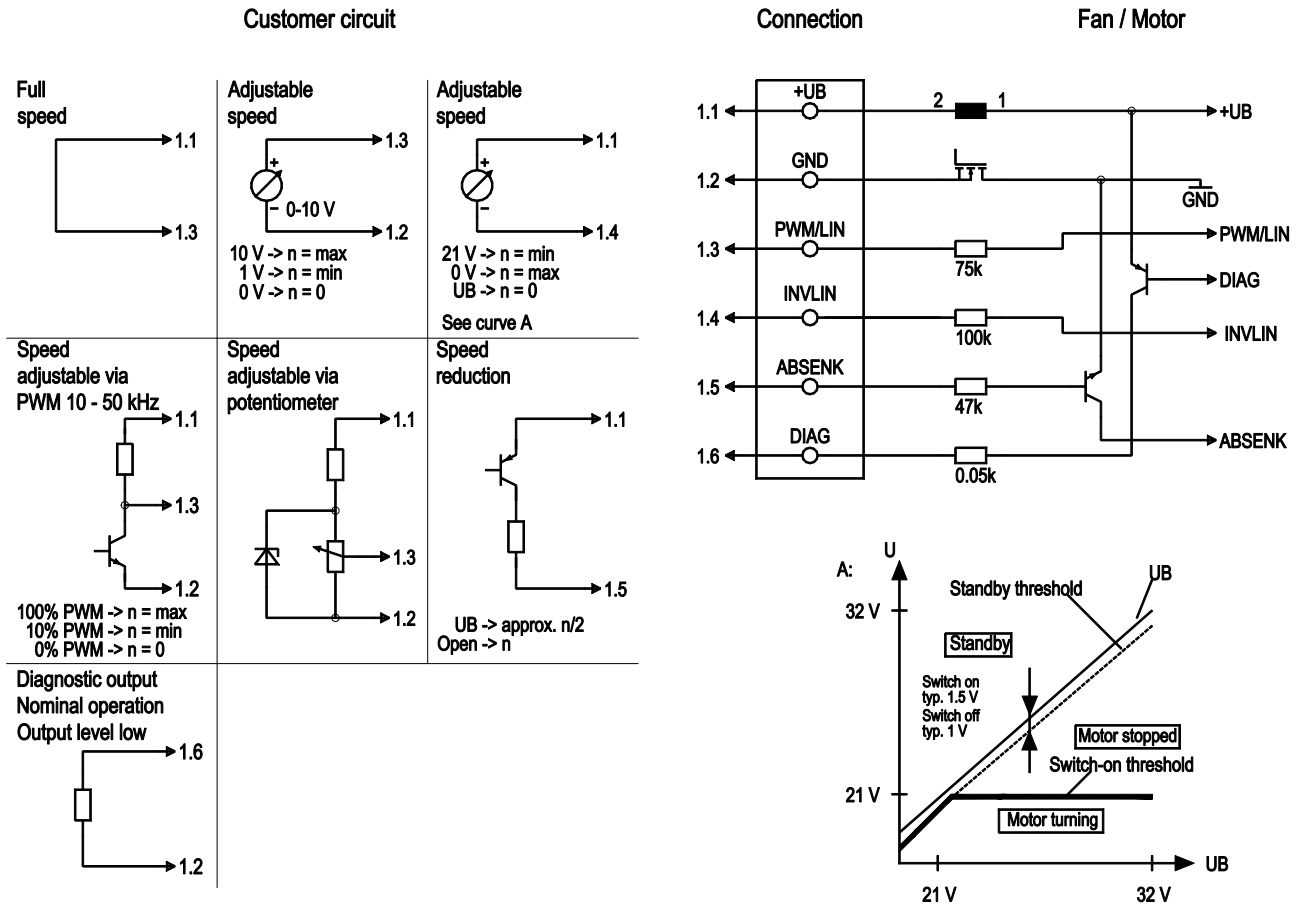 Customer circuit
Connection
Fan / Motor
Full
speed
1.1
1.3
Adjustable
speed
1.3
+
–
0-10 V
1.2
10 V -> n = max
1 V -> n = min
0 V -> n = 0
Adjustable
speed
1.1
+
–
1.4
21 V -> n = min
0 V -> n = max
UB -> n = 0
See curve A
Speed
adjustable via
PWM 10 - 50 kHz
1.1
1.3
1.2
100% PWM -> n = max
10% PWM -> n = min
0% PWM -> n = 0
Speed
adjustable via
potentiometer
1.1
1.3
1.2
Speed
reduction
1.1
1.5
UB -> approx. n/2
Open -> n
Diagnostic output
Nominal operation
Output level low
1.6
1.2
1.1
+UB
2
1
+UB
1.2
GND
GND
1.3
PWM/LIN
75k
PWM/LIN
DIAG
1.4
INVLIN
100k
INVLIN
1.5
ABSENK
47k
ABSENK
1.6
DIAG
0.05k
A:
U
32 V
Standby threshold
UB
Standby
Switch on
typ. 1.5 V
Switch off
typ. 1 V
Motor stopped
Switch-on threshold
21 V
Motor turning
UB
21 V
32 V